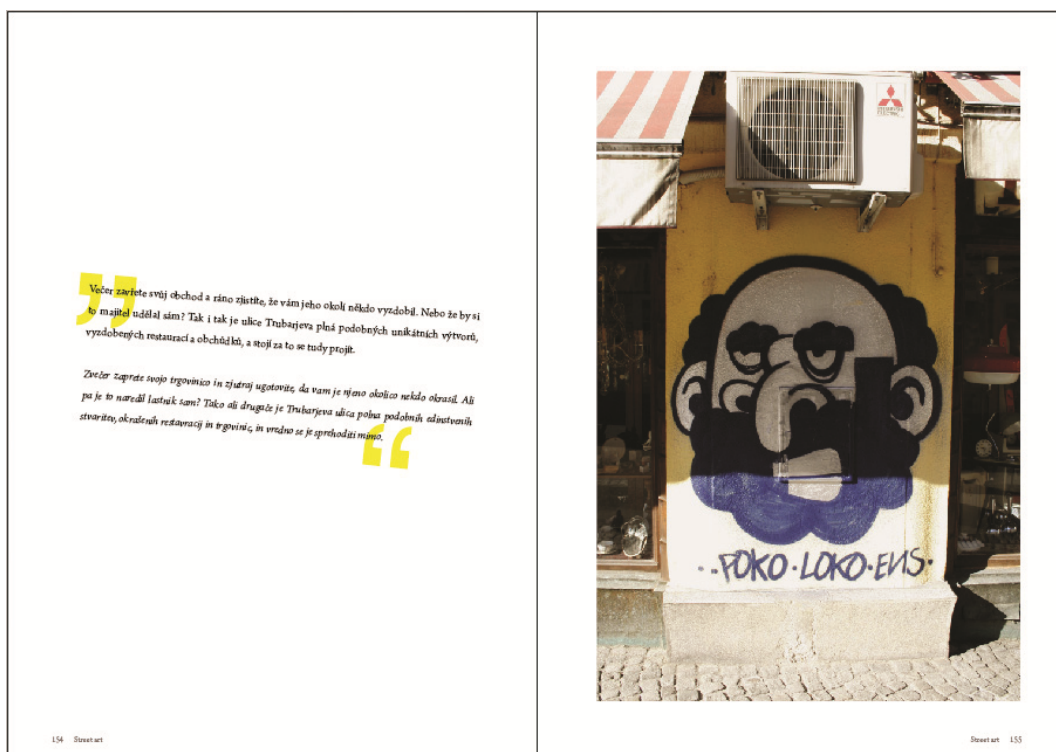 Večer zavřete svůj obchod a ráno zjistíte, že vám jeho okolí někdo vyzdobil. Nebo že by si
to majitel udělal sám? Tak i tak je ulice Trubarjeva plná podobných unikátních výtvorů,
vyzdobených restaurací a obchůdků, a stojí za to se tudy projít.
Zvečer zaprete svojo trgovinico in zjutraj ugotovite, da vam je njeno okolico nekdo okrasil. Ali
pa je to naredil lastnik sam? Tako ali drugače je Trubarjeva ulica polna podobnih edinstvenih
stvaritev, okrašenih restavracij in trgovinic, in vredno se je sprehoditi mimo.
154 Street art
MITSUBISHI
ELECTRIC
POKO·LOKO·ENS·
Street art 155